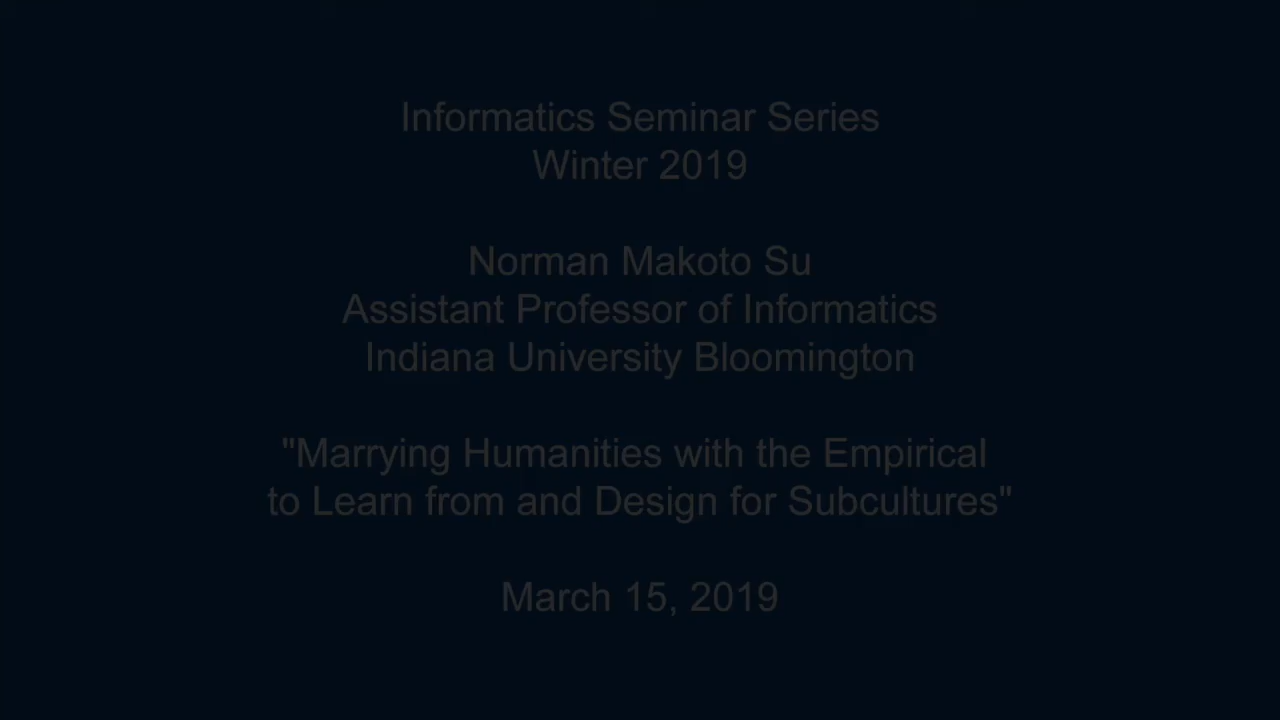 Informatics Seminar Series
Winter 2019
Norman Makoto Su
Assistant Professor of Informatics
Indiana University Bloomington
"Marrying Humanities with the Empirical
to Learn from and Design for Subcultures"
March 15, 2019